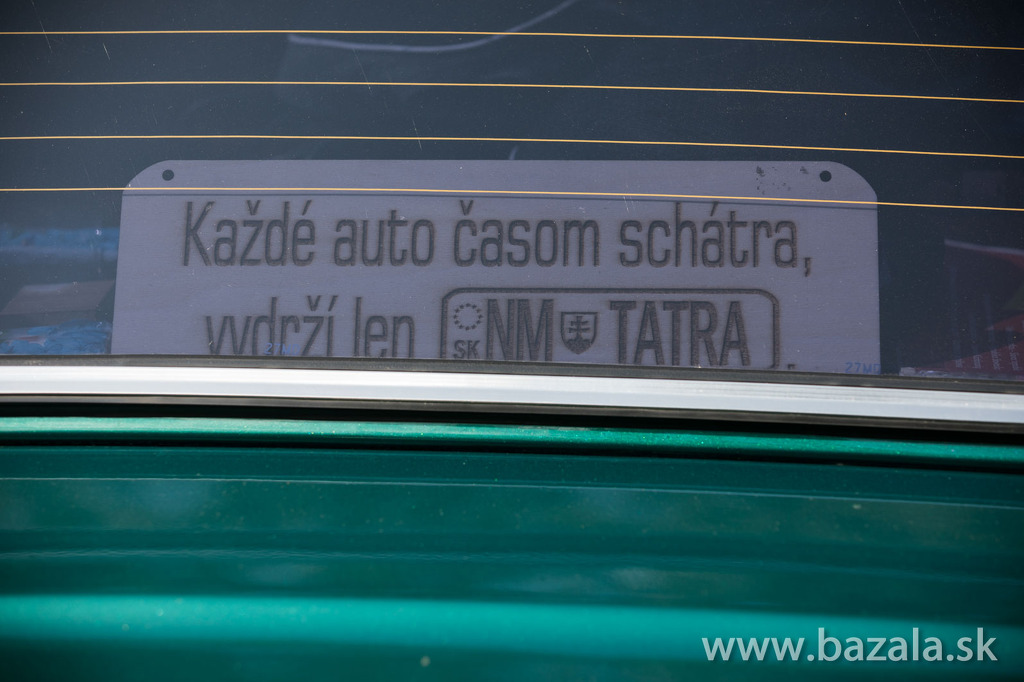 Každé auto časom schátra,
vydrží len SK NM TATRA .
www.bazala.sk